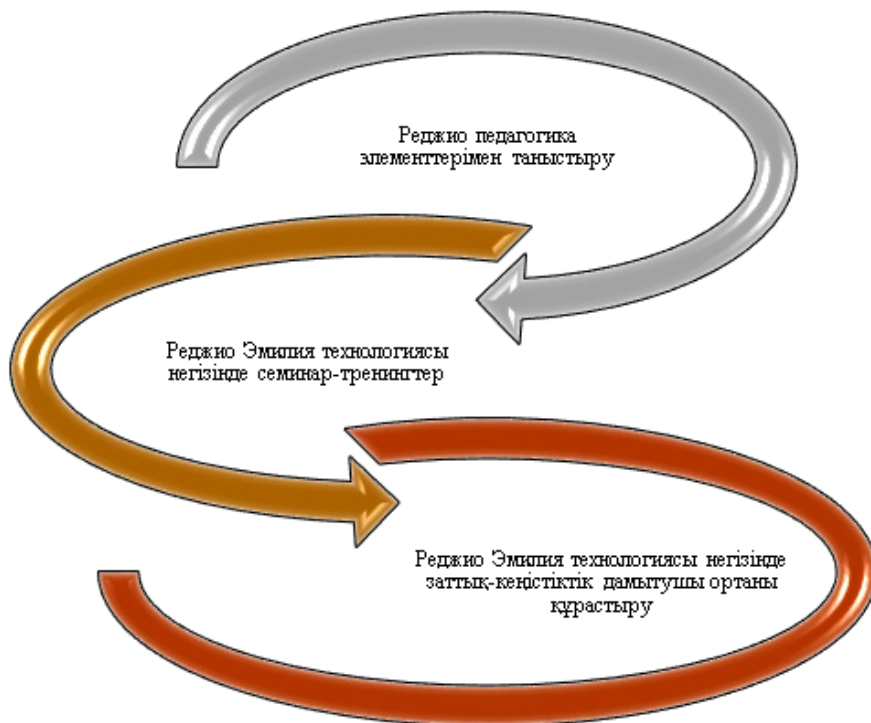 Реджио педагогика
элементтерімен таныстыру
Реджио Эмилия технологиясы
негізінде семинар-тренингтер
Реджио Эмилия технологиясы негізінде
заттық-кеңістіктік дамытушы ортаны
құрастыру